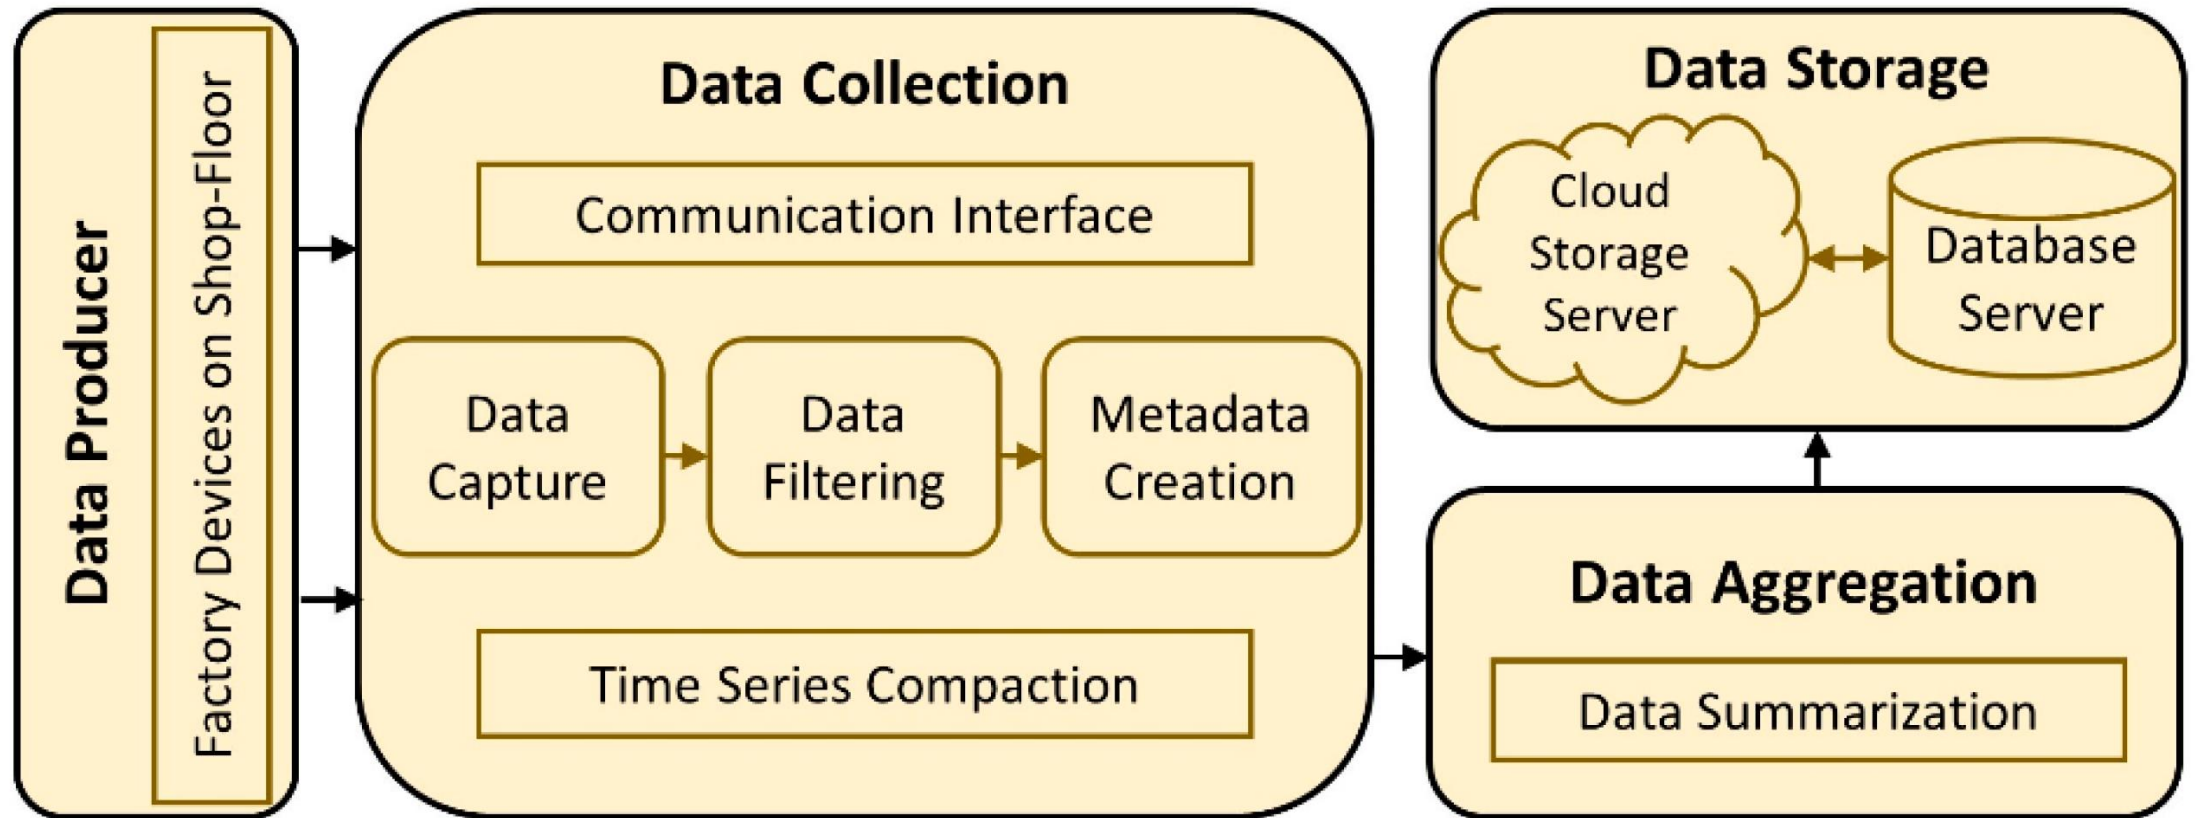 Data Producer
Factory Devices on Shop-Floor
Data Collection
Communication Interface
Data
Capture
Data
Filtering
Metadata
Creation
Time Series Compaction
Data Storage
Cloud
Storage
Server
Database
Server
Data Aggregation
Data Summarization